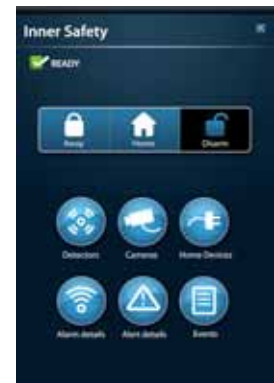 Inner Safety
READY
Away Home Disarm
Detectors Cameras Home Devices
Alarm details Alert details Events